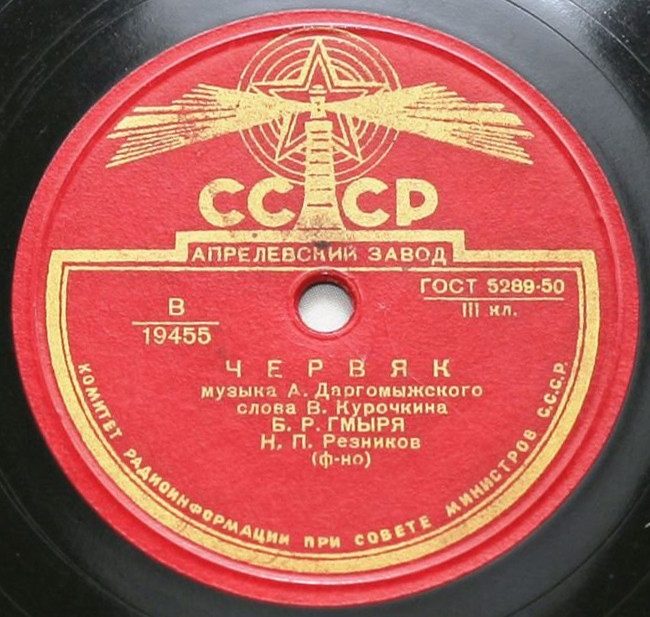 СССР
АПРЕЛЕВСКИЙ ЗАВОД
ГОСТ 5289-50
III кл.
В
19455
ЧЕРВЯК
музыка А. Даргомыжского
слова В. Курочкина
Б. Р. ГМЫРЯ
Н. П. Резников
(ф-но)
КОМИТЕТ РАДИОИНФОРМАЦИИ ПРИ СОВЕТЕ МИНИСТРОВ С.С.С.Р.